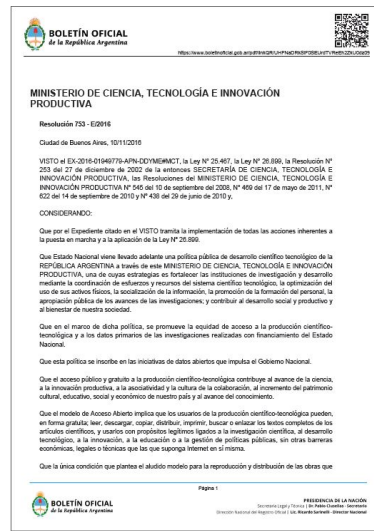 BOLETÍN OFICIAL
de la República Argentina
MINISTERIO DE CIENCIA, TECNOLOGÍA E INNOVACIÓN
PRODUCTIVA
Resolución 753 - E/2016
Ciudad de Buenos Aires, 10/11/2016
VISTO el EX-2016-01949779-APN-DDYME#MCT, la Ley N° 25.467, la Ley N° 26.899, la Resolución N°
253 del 27 de diciembre de 2002 de la entonces SECRETARÍA DE CIENCIA, TECNOLOGÍA E
INNOVACIÓN PRODUCTIVA, las Resoluciones del MINISTERIO DE CIENCIA, TECNOLOGÍA E
INNOVACIÓN PRODUCTIVA N° 545 del 10 de septiembre del 2008, N° 469 del 17 de mayo de 2011, N°
622 del 14 de septiembre de 2010 y N° 438 del 29 de junio de 2010 y,
CONSIDERANDO:
Que por el Expediente citado en el VISTO tramita la implementación de todas las acciones inherentes a
la puesta en marcha y a la aplicación de la Ley N° 26.899.
Que Estado Nacional viene llevado adelante una política pública de desarrollo científico tecnológico de la
REPÚBLICA ARGENTINA a través de este MINISTERIO DE CIENCIA, TECNOLOGÍA E INNOVACIÓN
PRODUCTIVA, una de cuyas estrategias es fortalecer las instituciones de investigación y desarrollo
mediante la coordinación de esfuerzos y recursos del sistema científico tecnológico, la optimización del
uso de sus activos físicos, la socialización de la información, la promoción de la formación del personal, la
apropiación pública de los avances de las investigaciones; y contribuir al desarrollo social y productivo y
al bienestar de nuestra sociedad.
Que en el marco de dicha política, se promueve la equidad de acceso a la producción científico-
tecnológica y a los datos primarios de las investigaciones realizadas con financiamiento del Estado
Nacional.
Que esta política se inscribe en las iniciativas de datos abiertos que impulsa el Gobierno Nacional.
Que el acceso público y gratuito a la producción científico-tecnológica contribuye al avance de la ciencia,
a la innovación productiva, a la asociatividad y la cultura de la colaboración, al incremento del patrimonio
cultural, educativo, social y económico de nuestro país y al avance del conocimiento.
Que el modelo de Acceso Abierto implica que los usuarios de la producción científico-tecnológica pueden,
en forma gratuita; leer, descargar, copiar, distribuir, imprimir, buscar o enlazar los textos completos de los
artículos científicos, y usarlos con propósitos legítimos ligados a la investigación científica, al desarrollo
tecnológico, a la innovación, a la educación o a la gestión de políticas públicas, sin otras barreras
económicas, legales o técnicas que las que suponga Internet en sí misma.
Que la única condición que plantea el aludido modelo para la reproducción y distribución de las obras que
Página 1
BOLETÍN OFICIAL
de la República Argentina
PRESIDENCIA DE LA NACIÓN
Secretaría Legal y Técnica | Dr. Pablo Clusellas - Secretario
Dirección Nacional del Registro Oficial | Lic. Ricardo Sarinelli - Director Nacional